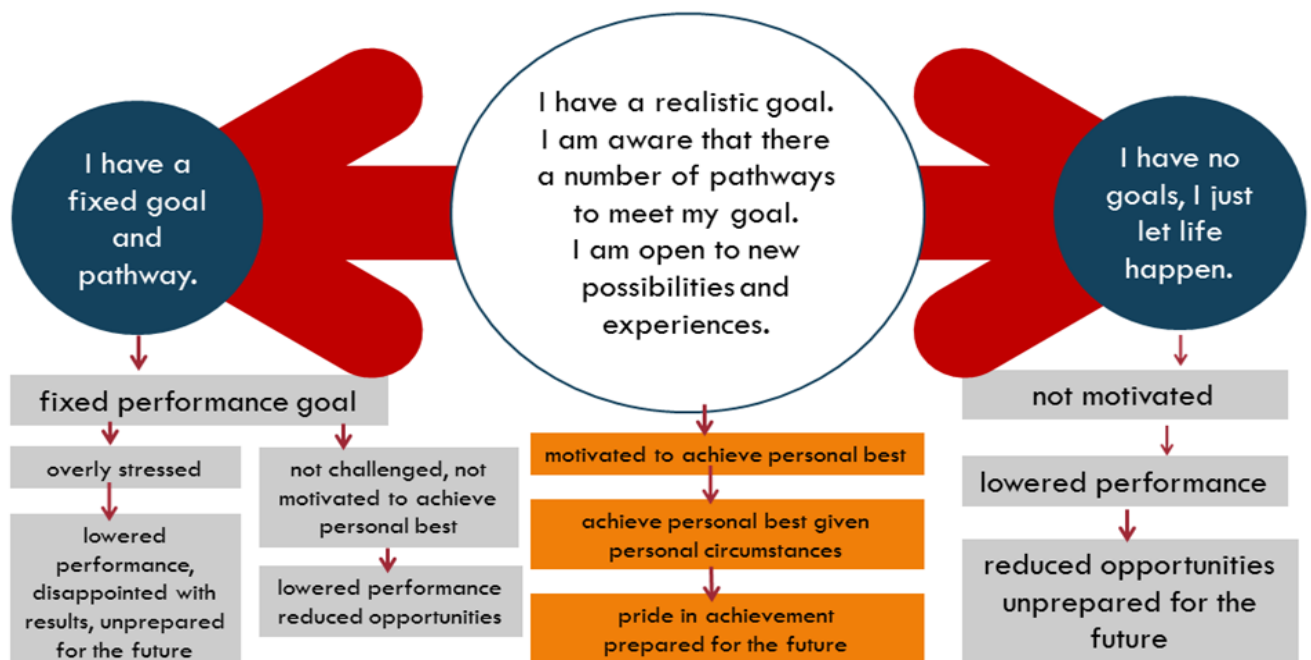 I have a
fixed goal
and
pathway.
fixed performance goal
overly stressed
lowered
performance,
disappointed with
results, unprepared
for the future
not challenged, not
motivated to achieve
personal best
lowered performance
reduced opportunities
I have a realistic goal.
I am aware that there
a number of pathways
to meet my goal.
I am open to new
possibilities and
experiences.
motivated to achieve personal best
achieve personal best given
personal circumstances
pride in achievement
prepared for the future
I have no
goals, I just
let life
happen.
not motivated
lowered performance
reduced opportunities
unprepared for the
future